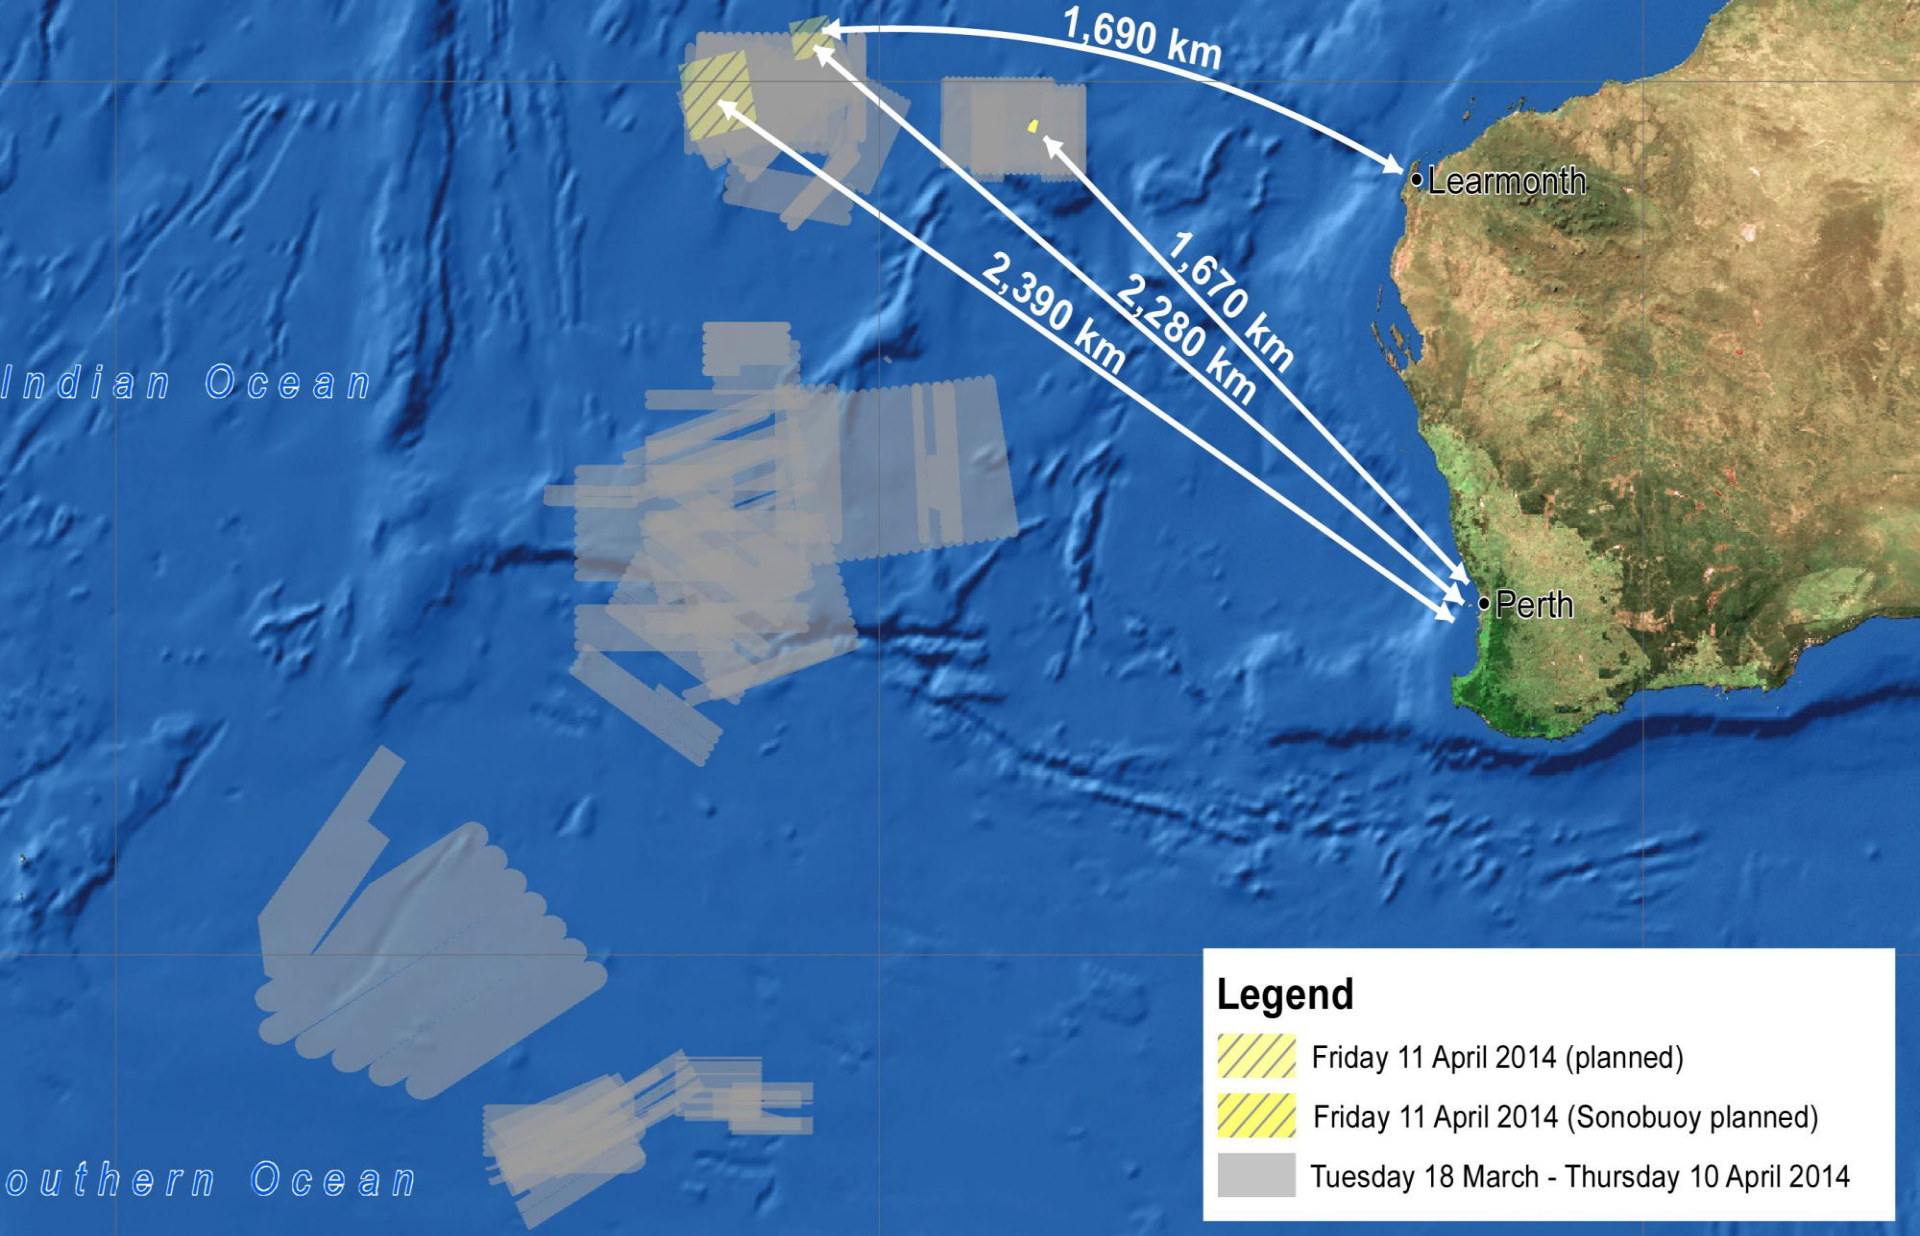 1,690 km
Learmonth
1,670 km
2,280 km
2,390 km
Indian Ocean
Perth
outhern Ocean
Legend
Friday 11 April 2014 (planned)
Friday 11 April 2014 (Sonobuoy planned)
Tuesday 18 March - Thursday 10 April 2014